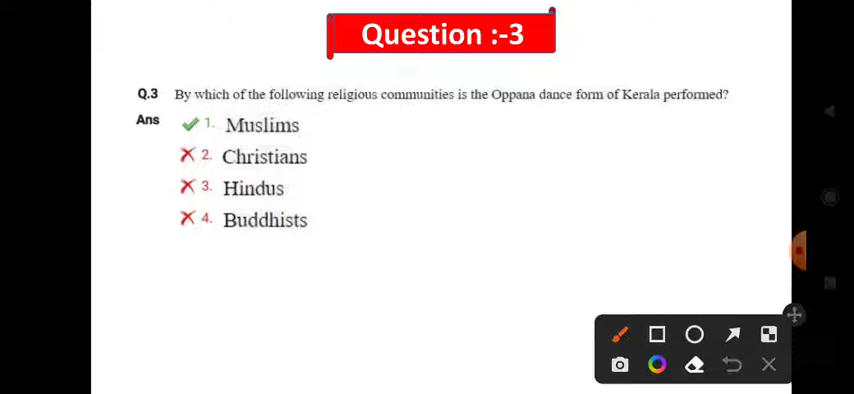 Question :-3
Q.3 By which of the following religious communities is the Oppana dance form of Kerala performed?
Ans 1. Muslims
2. Christians
3. Hindus
4. Buddhists